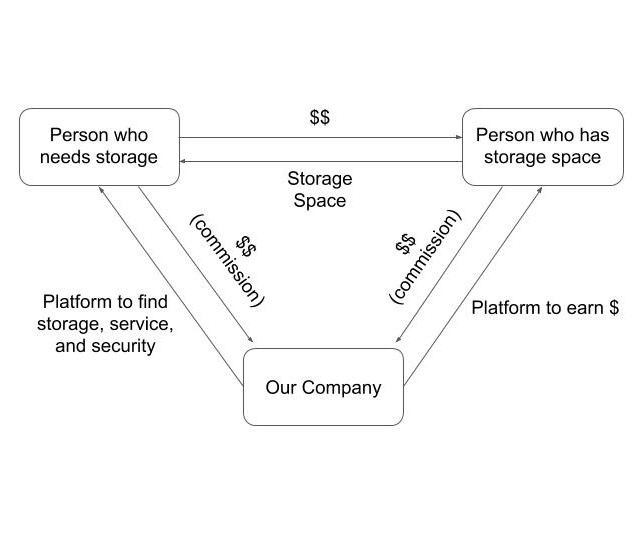 $$
Person who
needs storage
Person who has
storage space
Storage
Space
$$
(commission)
$$
(commission)
Platform to find
storage, service,
and security
Platform to earn $
Our Company